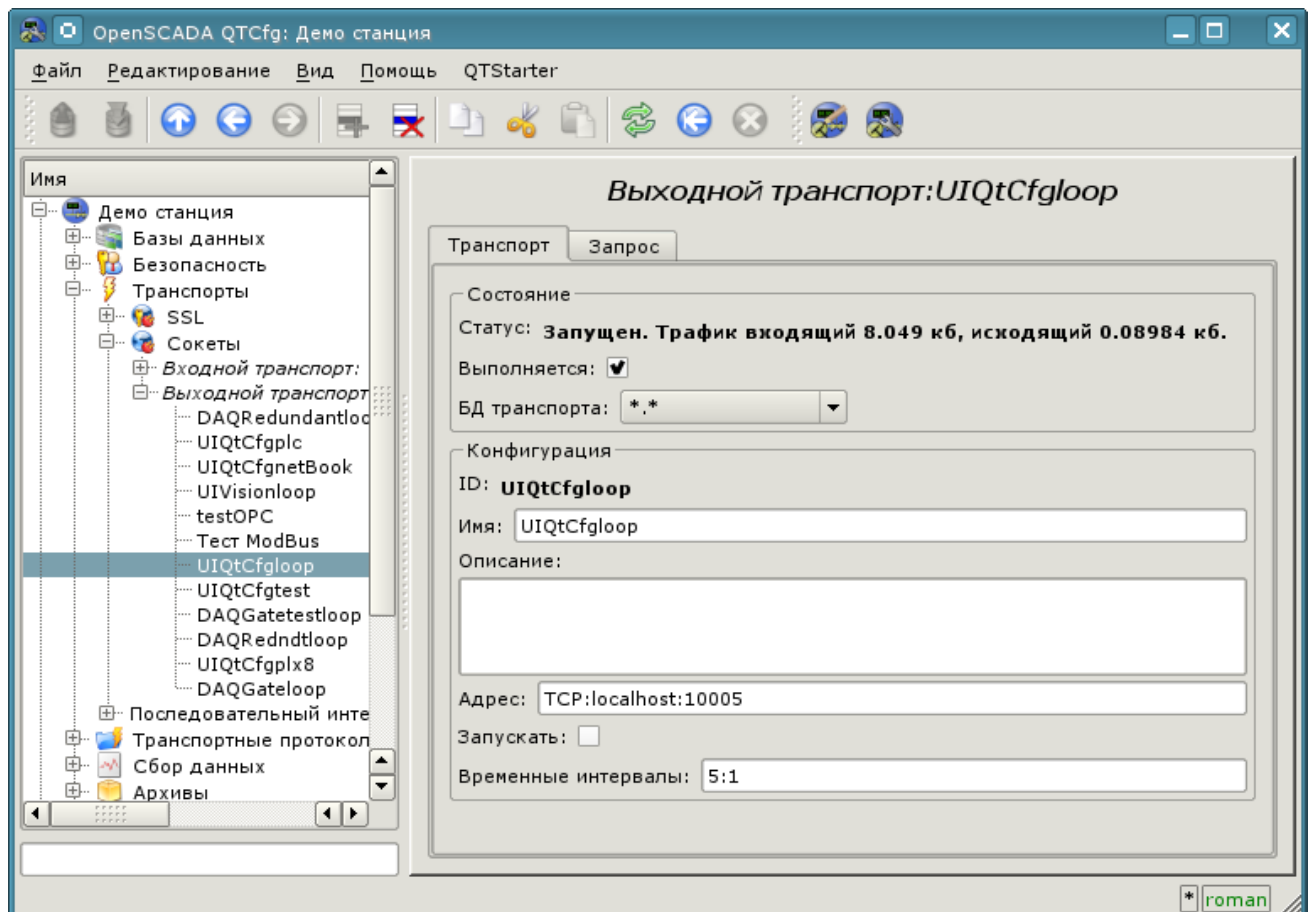 OpenSCADA QTCfg: Демо станция
Файл Редактирование Вид Помощь QTStarter
Имя
Демо станция
Базы данных
Безопасность
Транспорты
SSL
Сокеты
Входной транспорт:
Выходной транспорт
DAQRedundantloo
UIQtCfgplc
UIQtCfgnetBook
UIVisionloop
testOPC
Тест ModBus
UIQtCfgloop
UIQtCfgtest
DAQGatetestloop
DAQRedndtloop
UIQtCfgplx8
DAQGateloop
Последовательный инте
Транспортные протокол
Сбор данных
Архивы
Выходной транспорт:UIQtCfgloop
Транспорт Запрос
Состояние
Статус: Запущен. Трафик входящий 8.049 кб, исходящий 0.08984 кб.
Выполняется:
БД транспорта: *.*
Конфигурация
ID: UIQtCfgloop
Имя: UIQtCfgloop
Описание:
Адрес: TCP:localhost:10005
Запускать:
Временные интервалы: 5:1
* roman